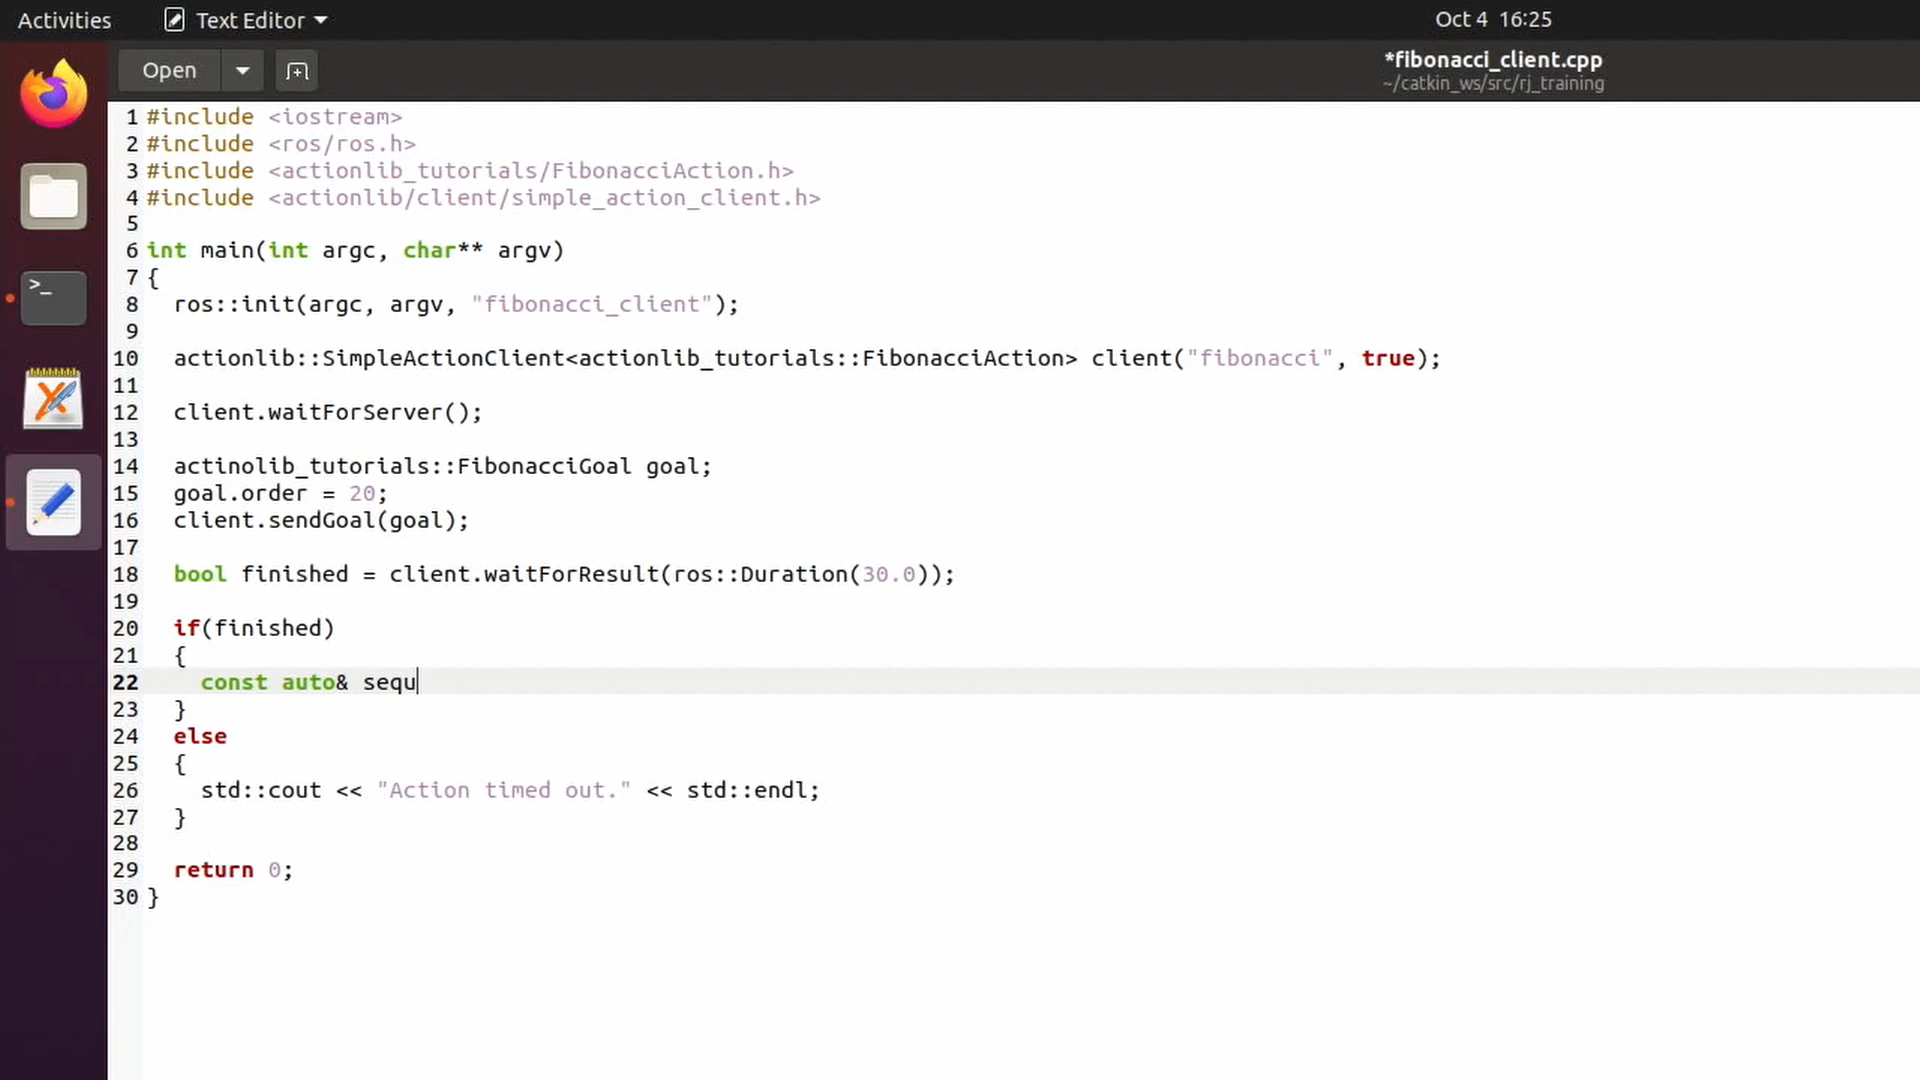 Activities
Text Editor
Oct 4 16:25
Open
*fibonacci_client.cpp
~/catkin_ws/src/rj_training
1 #include <iostream>
2 #include <ros/ros.h>
3 #include <actionlib_tutorials/FibonacciAction.h>
4 #include <actionlib/client/simple_action_client.h>
5
6 int main(int argc, char** argv)
7 {
8   ros::init(argc, argv, "fibonacci_client");
9
10   actionlib::SimpleActionClient<actionlib_tutorials::FibonacciAction> client("fibonacci", true);
11
12   client.waitForServer();
13
14   actinolib_tutorials::FibonacciGoal goal;
15   goal.order = 20;
16   client.sendGoal(goal);
17
18   bool finished = client.waitForResult(ros::Duration(30.0));
19
20   if(finished)
21   {
22     const auto& sequ
23   }
24   else
25   {
26     std::cout << "Action timed out." << std::endl;
27   }
28
29   return 0;
30 }